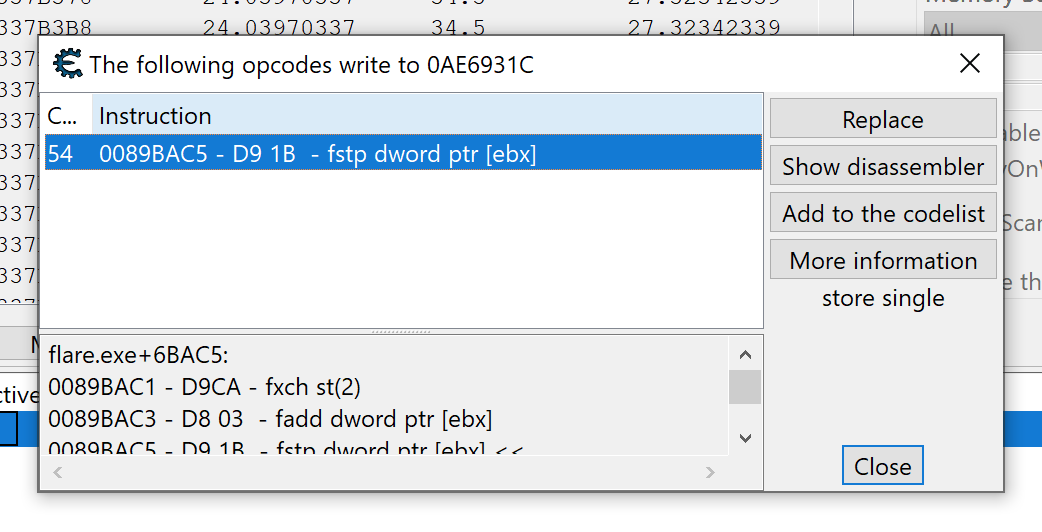 337B3B8 24.03970337 34.5 27.32342339
All
The following opcodes write to 0AE6931C
C... Instruction
54 0089BAC5 - D9 1B - fstp dword ptr [ebx]
Replace
Show disassembler
Add to the codelist
More information
store single
flare.exe+6BAC5:
0089BAC1 - D9CA - fxch st(2)
0089BAC3 - D8 03 - fadd dword ptr [ebx]
0089BAC5 - D9 1B - fstp dword ptr [ebx] <<
Close